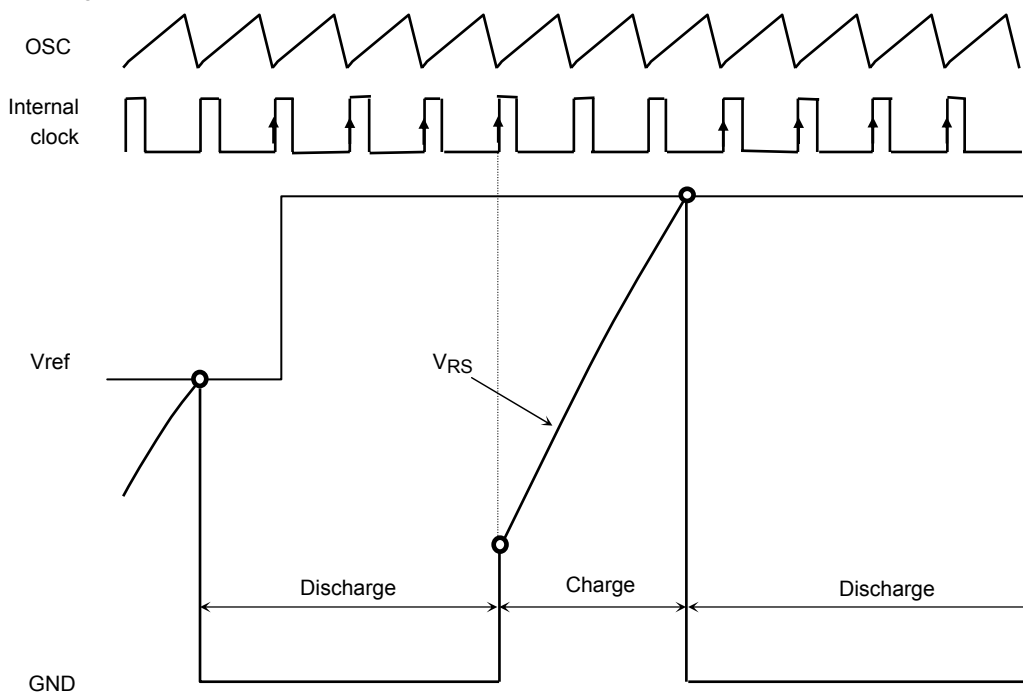 OSC
Internal
clock
Vref
VRS
Discharge
Charge
Discharge
GND